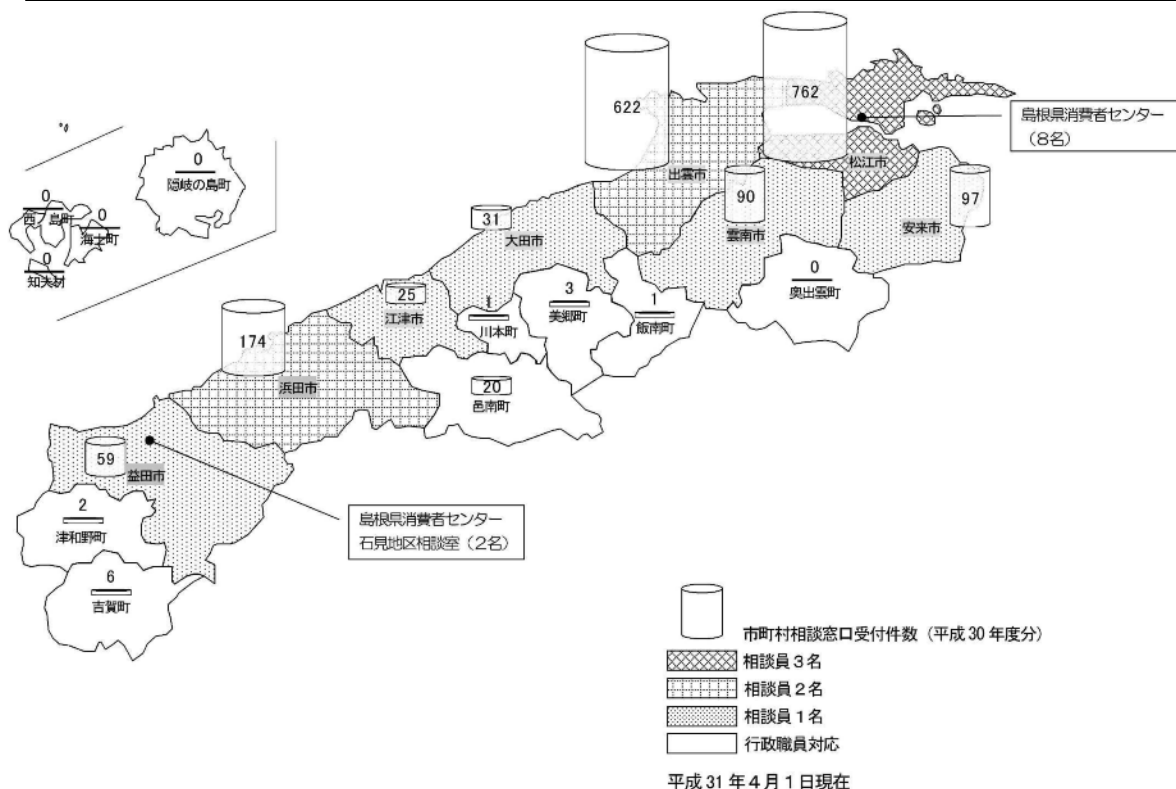 622
762
島根県消費者センター
（8名）
松江市
出雲市
0
隠岐の島町
0
西ノ島町
0
海士町
0
知夫村
90
雲南市
97
安来市
31
大田市
0
奥出雲町
25
江津市
1
川本町
3
美郷町
1
飯南町
174
浜田市
20
邑南町
59
益田市
島根県消費者センター
石見地区相談室（2名）
2
津和野町
6
吉賀町
市町村相談窓口受付件数（平成30年度分）
相談員３名
相談員２名
相談員１名
行政職員対応
平成31年４月１日現在